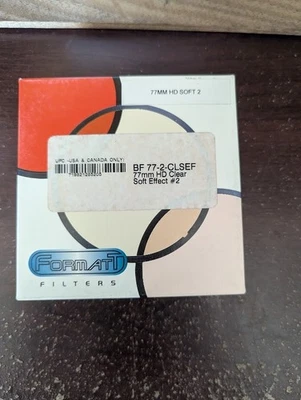 77MM HD SOFT 2
UPC (USA & CANADA ONLY)
BF 77-2-CLSEF
77mm HD Clear
Soft Effect #2
FORMATT
FILTERS